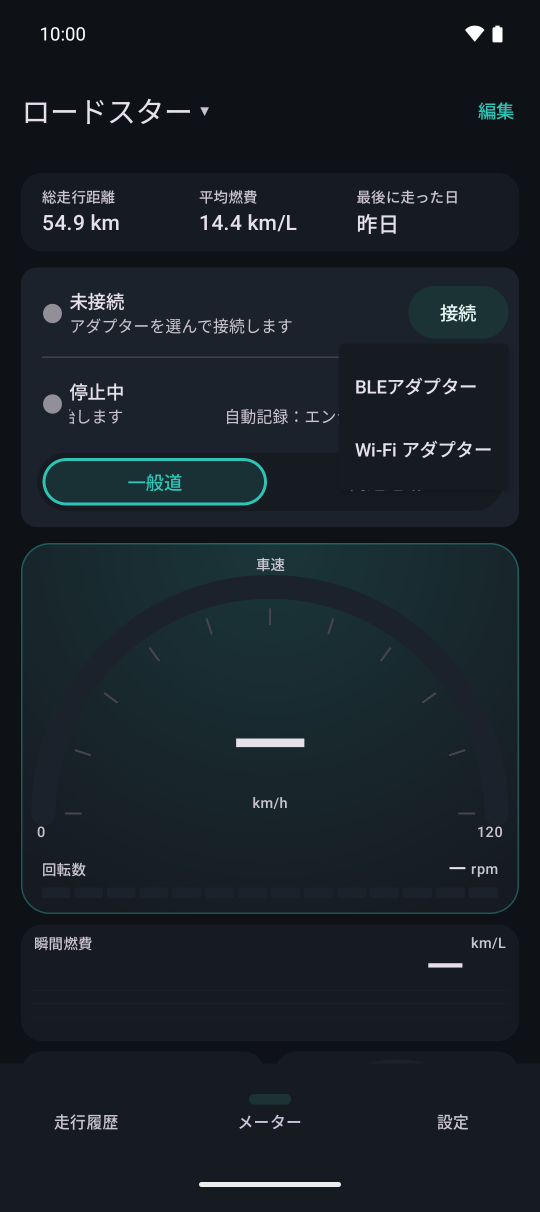 10:00
ロードスター ▾
編集
総走行距離 平均燃費 最後に走った日
54.9 km 14.4 km/L 昨日
未接続
アダプターを選んで接続します
接続
BLEアダプター
Wi-Fi アダプター
停止中
します 自動記録：エン
一般道
車速
km/h
0 120
回転数
— rpm
瞬間燃費 km/L
—
走行履歴 メーター 設定